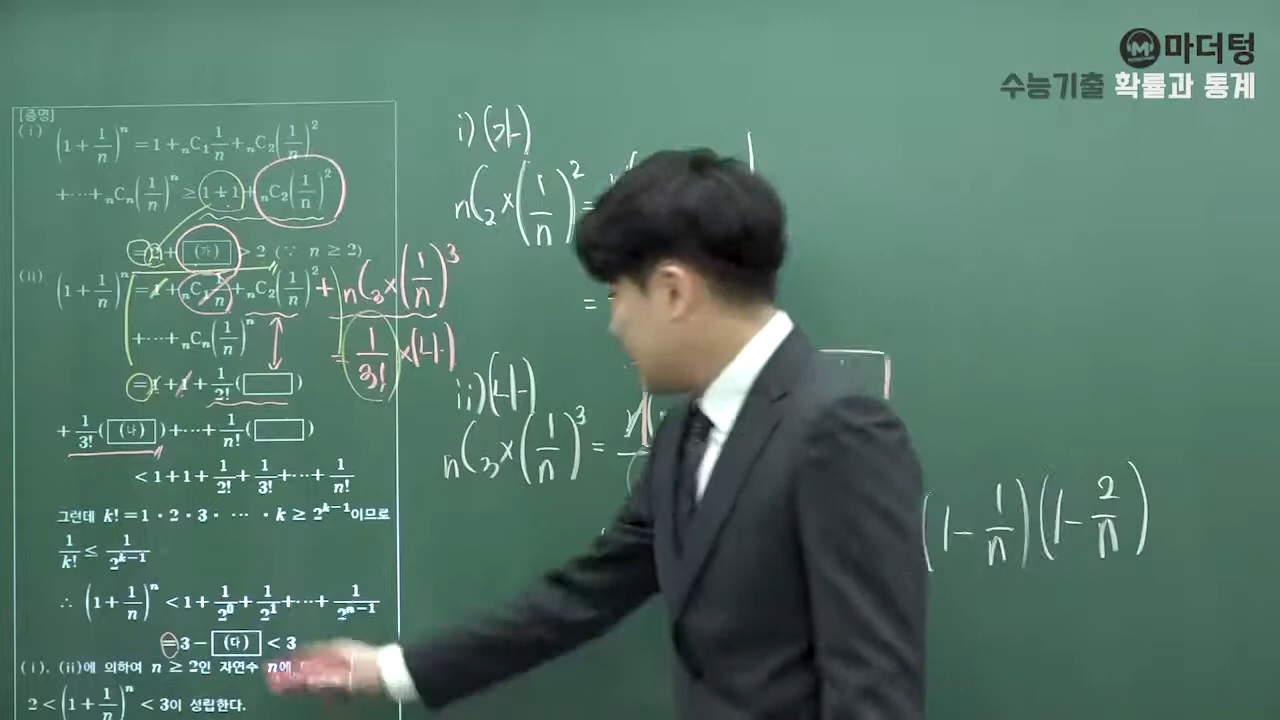 마더텅
수능기출 확률과 통계
[증명]
(i) (1+1/n)^n =1+nC1 1/n+nC2(1/n)^2
+⋯+nCn(1/n)^n ≥1+1+nC2(1/n)^2
=2+ (가) >2 (∵ n≥2)
(ii) (1+1/n)^n =1+nC1 1/n+nC2(1/n)^2
+⋯+nCn(1/n)^n
=1+1+1/2!( )
+1/3!( (나) )+⋯+1/n!( )
<1+1+1/2!+1/3!+⋯+1/n!
그런데 k!=1·2·3·⋯·k≥2^(k-1)이므로
1/k! ≤ 1/2^(k-1)
∴ (1+1/n)^n <1+1/2^0+1/2^1+⋯+1/2^(n-1)
=3- (다) <3
(i), (ii)에 의하여 n≥2인 자연수 n에
2<(1+1/n)^n <3이 성립한다.
+ nC3×(1/n)^3
= 1/3! ×(나)
i) (가)
nC2×(1/n)^2 =
=
ii) (나)
nC3×(1/n)^3 =
(1-1/n)(1-2/n)